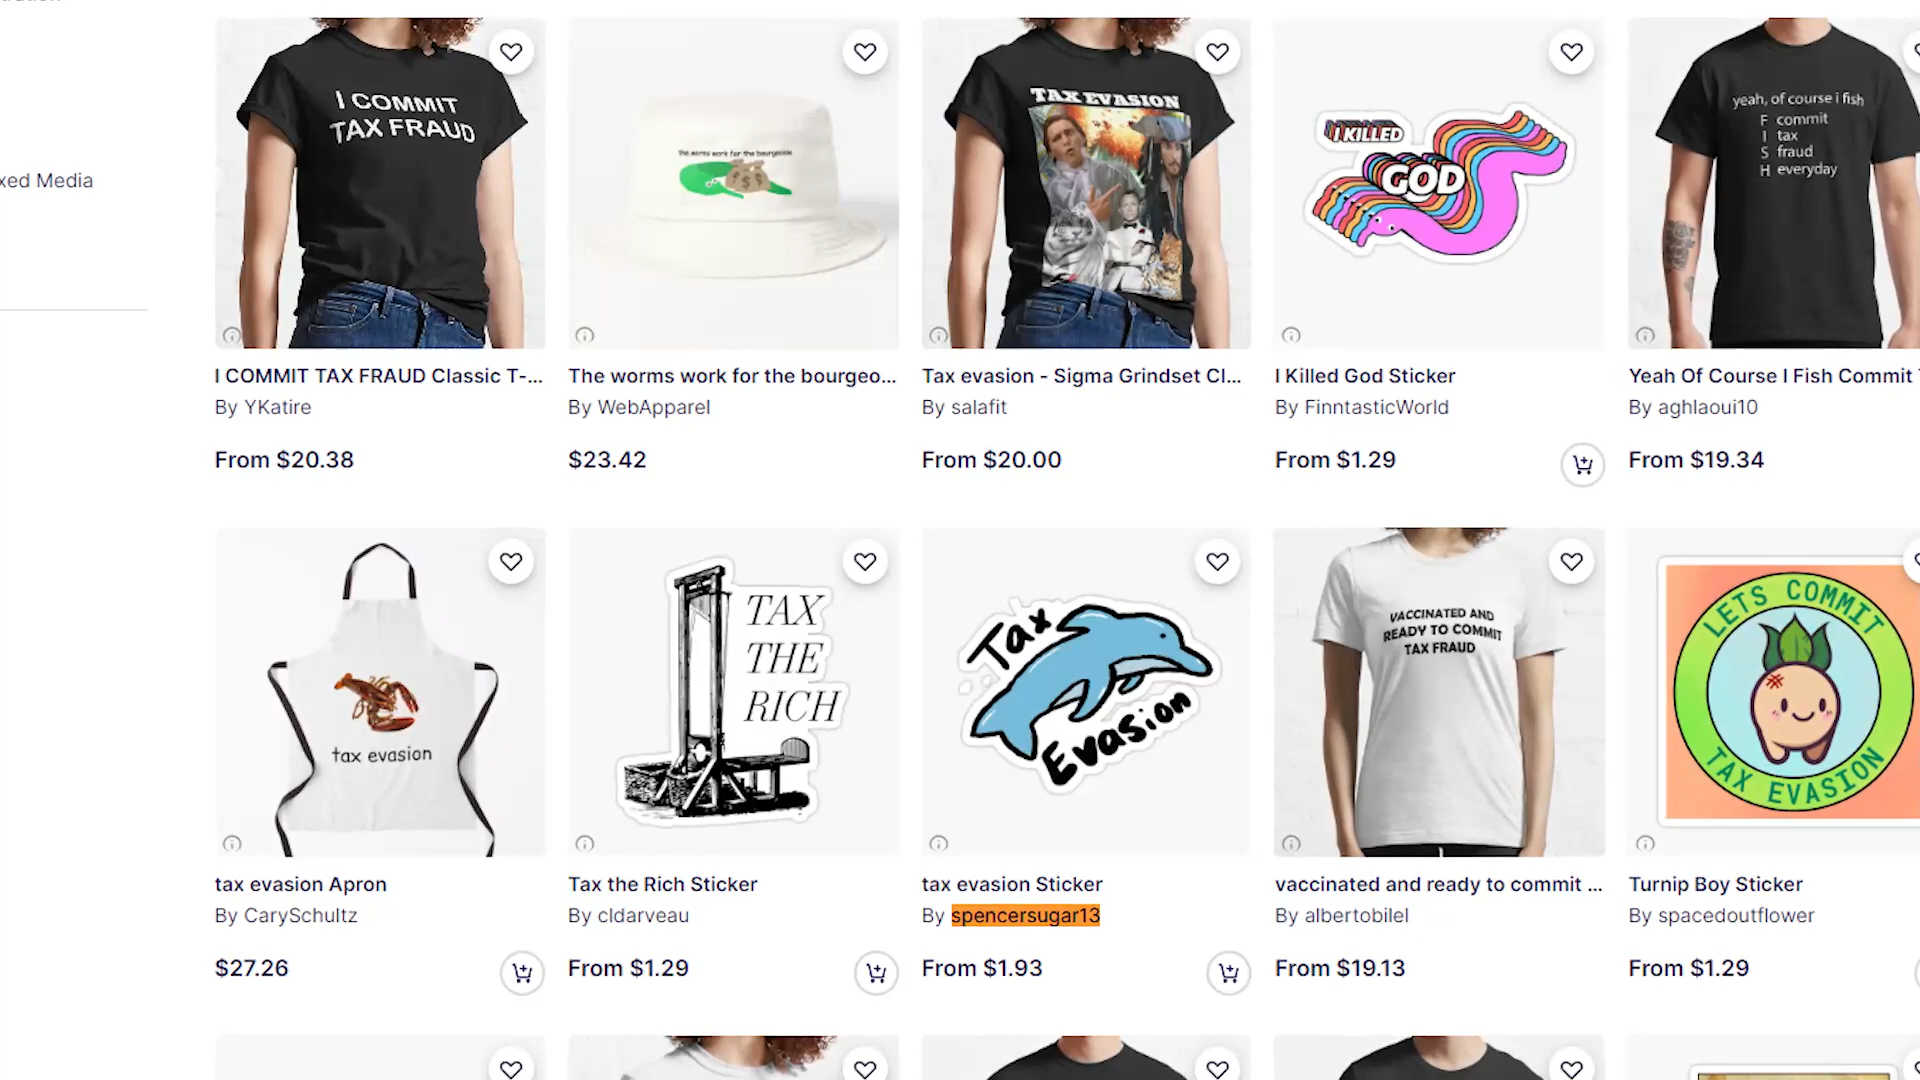 xed Media
I COMMIT
TAX FRAUD
the worms work for the bourgeoisie
TAX EVASION
I KILLED
GOD
yeah, of course i fish
F commit
I tax
S fraud
H everyday
I COMMIT TAX FRAUD Classic T-...
By YKatire
From $20.38
The worms work for the bourgeo...
By WebApparel
$23.42
Tax evasion - Sigma Grindset Cl...
By salafit
From $20.00
I Killed God Sticker
By FinntasticWorld
From $1.29
Yeah Of Course I Fish Commit
By aghlaoui10
From $19.34
tax evasion
TAX
THE
RICH
Tax
Evasion
VACCINATED AND
READY TO COMMIT
TAX FRAUD
LETS COMMIT
TAX EVASION
tax evasion Apron
By CarySchultz
$27.26
Tax the Rich Sticker
By cldarveau
From $1.29
tax evasion Sticker
By spencersugar13
From $1.93
vaccinated and ready to commit ...
By albertobilel
From $19.13
Turnip Boy Sticker
By spacedoutflower
From $1.29